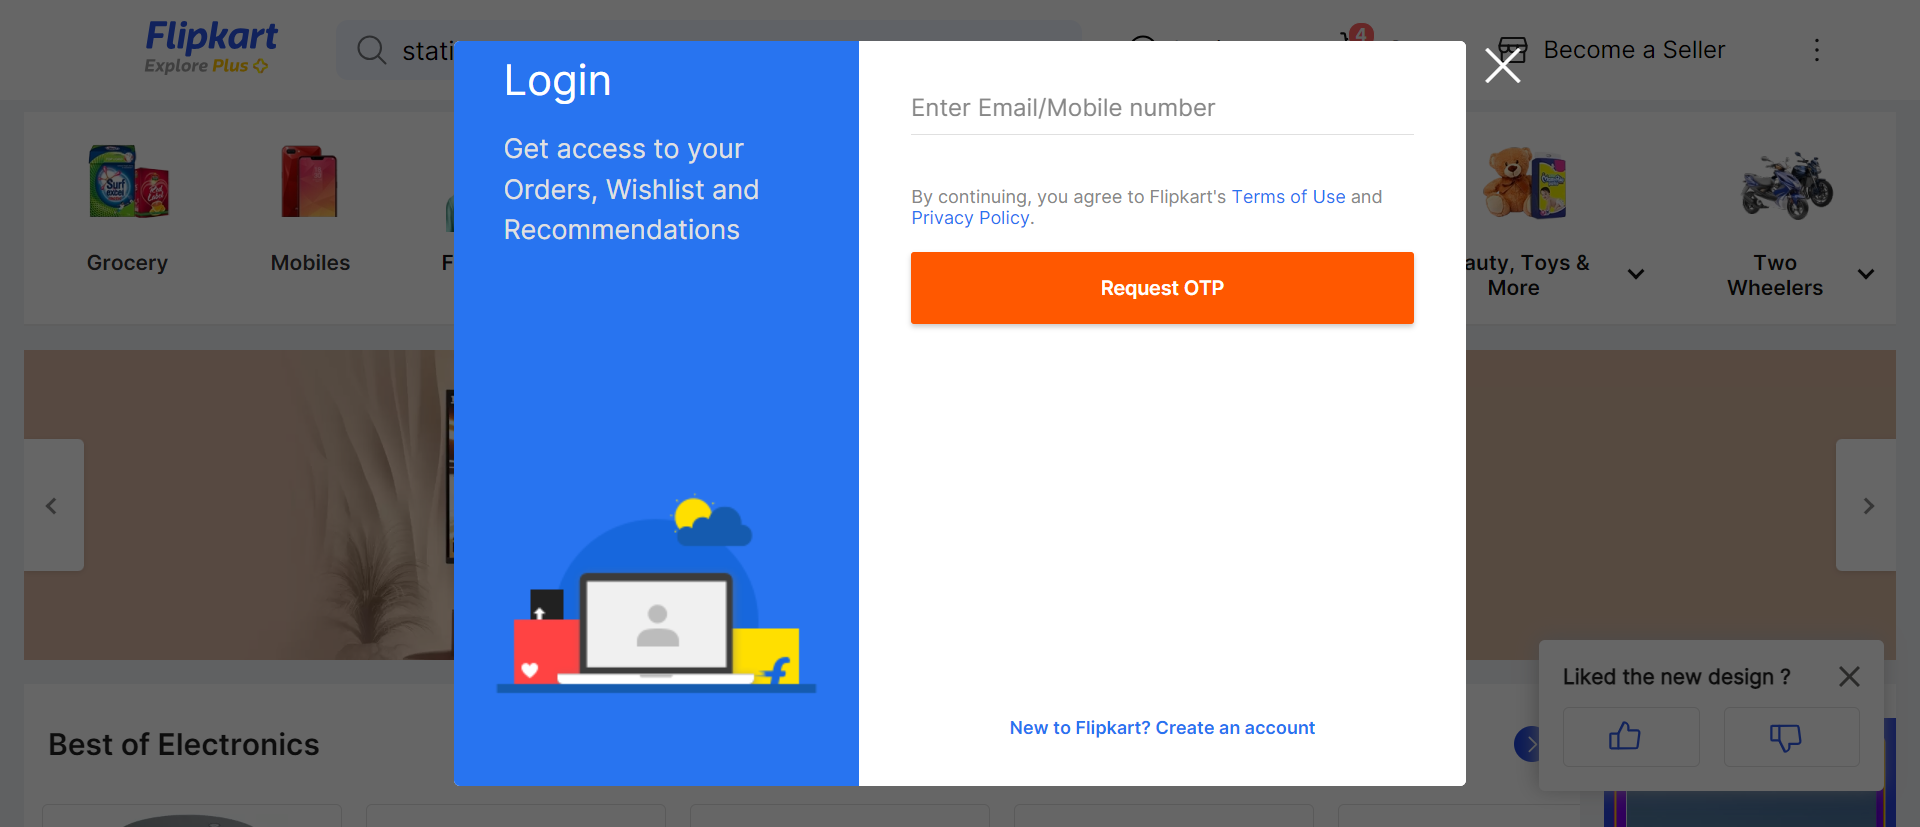 Flipkart
Explore Plus
stati
4
Become a Seller
Login
Get access to your
Orders, Wishlist and
Recommendations
Enter Email/Mobile number
By continuing, you agree to Flipkart's Terms of Use and
Privacy Policy.
Request OTP
New to Flipkart? Create an account
Surf
excel
Grocery
Mobiles
F
auty, Toys &
More
Two
Wheelers
Liked the new design ?
Best of Electronics